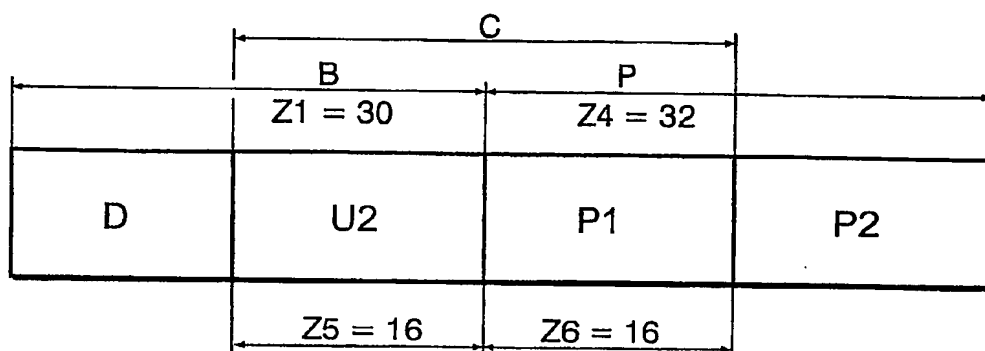 C
B P
Z1 = 30 Z4 = 32
D U2 P1 P2
Z5 = 16 Z6 = 16